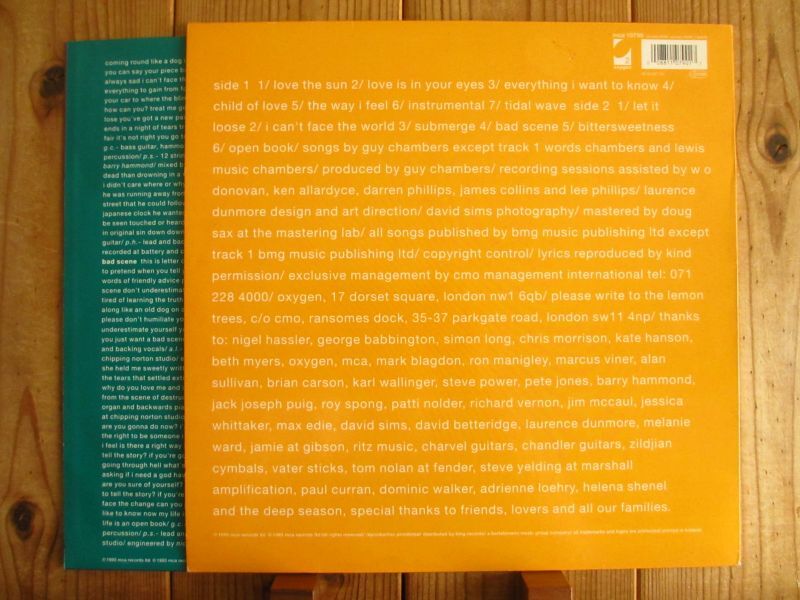 coming round like a dog
you can say your piece
always sad i can't face th
everything to gain from
your car to where the
how can you? treat me
lose you've got a new
ends in a night of tears
fair it's not right you go
g.c.- bass guitar,
percussion/ p.s.- 12
barry hammond/ mixed
dead than drowning in a
i didn't care where or
he was running away from
street that he could
japanese clock he
be seen touched or
in original sin down
guitar/ p.h.- lead and
recorded at battery and
bad scene this is letter
to pretend when you tell
words of friendly advice
scene don't underestimate
tired of learning the truth
along like an old dog on
please don't humiliate
underestimate yourself
you just want a bad
and backing vocals/
chipping norton studio/
she held me sweetly
the tears that settled
why do you love me and
from the scene of
organ and backwards
at chipping norton
are you gonna do now? i
the right to be someone i
i feel is there a right way
tell the story? if you're
going through hell what's
asking if i need a god
are you sure of yourself?
to tell the story? if you're
face the change can you
like to know now my life
life is an open book/
percussion/ p.s.- lead
studio/ engineered by
mca 10795
oxygen
side 1 1/ love the sun 2/ love is in your eyes 3/ everything i want to know 4/
child of love 5/ the way i feel 6/ instrumental 7/ tidal wave side 2 1/ let it
loose 2/ i can't face the world 3/ submerge 4/ bad scene 5/ bittersweetness
6/ open book/ songs by guy chambers except track 1 words chambers and lewis
music chambers/ produced by guy chambers/ recording sessions assisted by w o
donovan, ken allardyce, darren phillips, james collins and lee phillips/ laurence
dunmore design and art direction/ david sims photography/ mastered by doug
sax at the mastering lab/ all songs published by bmg music publishing ltd except
track 1 bmg music publishing ltd/ copyright control/ lyrics reproduced by kind
permission/ exclusive management by cmo management international tel: 071
228 4000/ oxygen, 17 dorset square, london nw1 6qb/ please write to the lemon
trees, c/o cmo, ransomes dock, 35-37 parkgate road, london sw11 4np/ thanks
to: nigel hassler, george babbington, simon long, chris morrison, kate hanson,
beth myers, oxygen, mca, mark blagdon, ron manigley, marcus viner, alan
sullivan, brian carson, karl wallinger, steve power, pete jones, barry hammond,
jack joseph puig, roy spong, patti nolder, richard vernon, jim mccaul, jessica
whittaker, max edie, david sims, david betteridge, laurence dunmore, melanie
ward, jamie at gibson, ritz music, charvel guitars, chandler guitars, zildjian
cymbals, vater sticks, tom nolan at fender, steve yelding at marshall
amplification, paul curran, dominic walker, adrienne loehry, helena shenel
and the deep season, special thanks to friends, lovers and all our families.